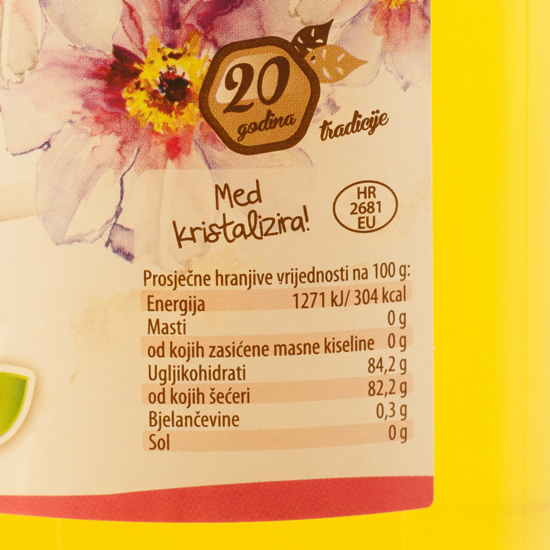 20
godina
tradicije
Med
kristalizira!
HR
2681
EU
Prosječne hranjive vrijednosti na 100 g:
Energija 1271 kJ/ 304 kcal
Masti 0 g
od kojih zasićene masne kiseline 0 g
Ugljikohidrati 84,2 g
od kojih šećeri 82,2 g
Bjelančevine 0,3 g
Sol 0 g